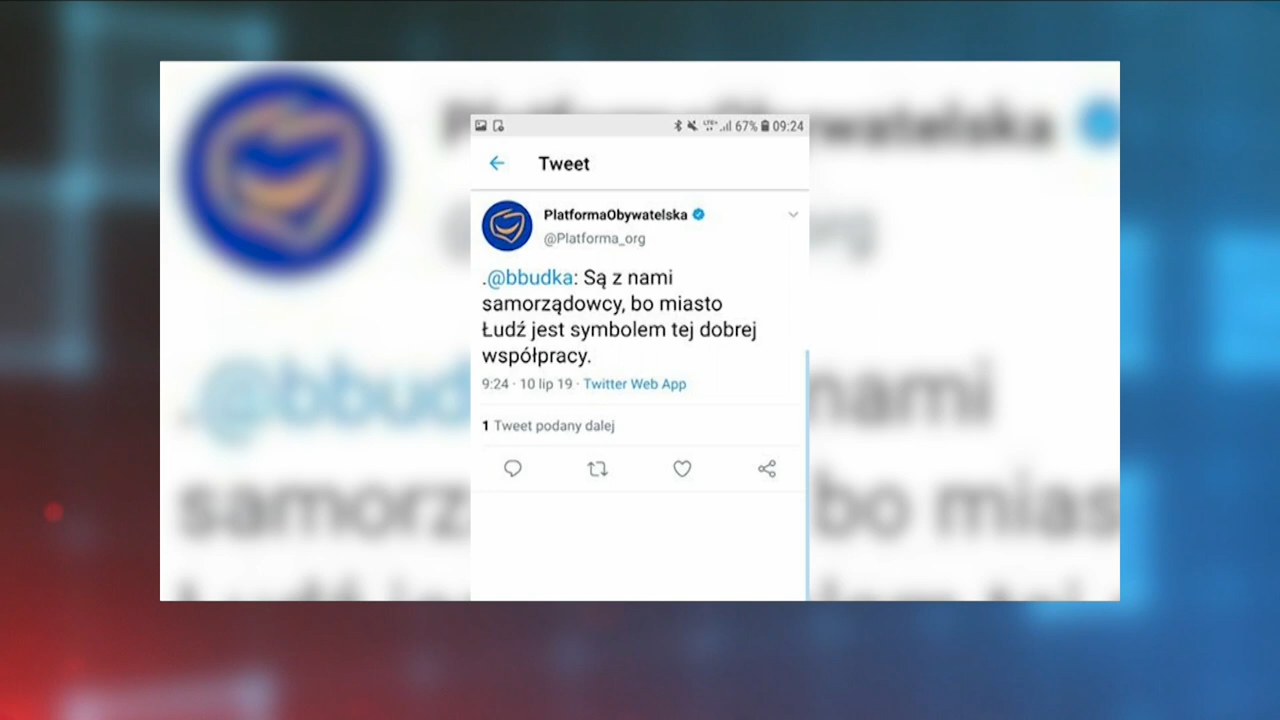 67% 09:24
Tweet
PlatformaObywatelska
@Platforma_org
.@bbudka: Są z nami
samorządowcy, bo miasto
Łudź jest symbolem tej dobrej
współpracy.
9:24 · 10 lip 19 · Twitter Web App
1 Tweet podany dalej